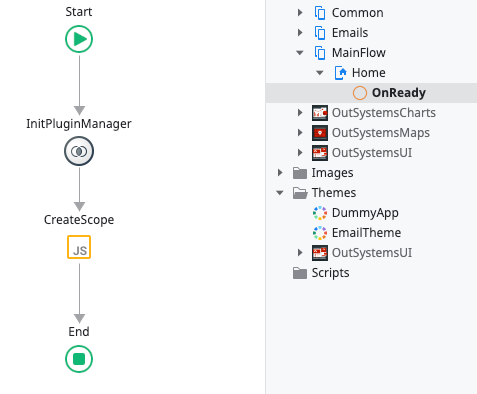 Start
InitPluginManager
CreateScope
JS
End
Common
Emails
MainFlow
Home
OnReady
OutSystemsCharts
OutSystemsMaps
OutSystemsUI
Images
Themes
DummyApp
EmailTheme
OutSystemsUI
Scripts